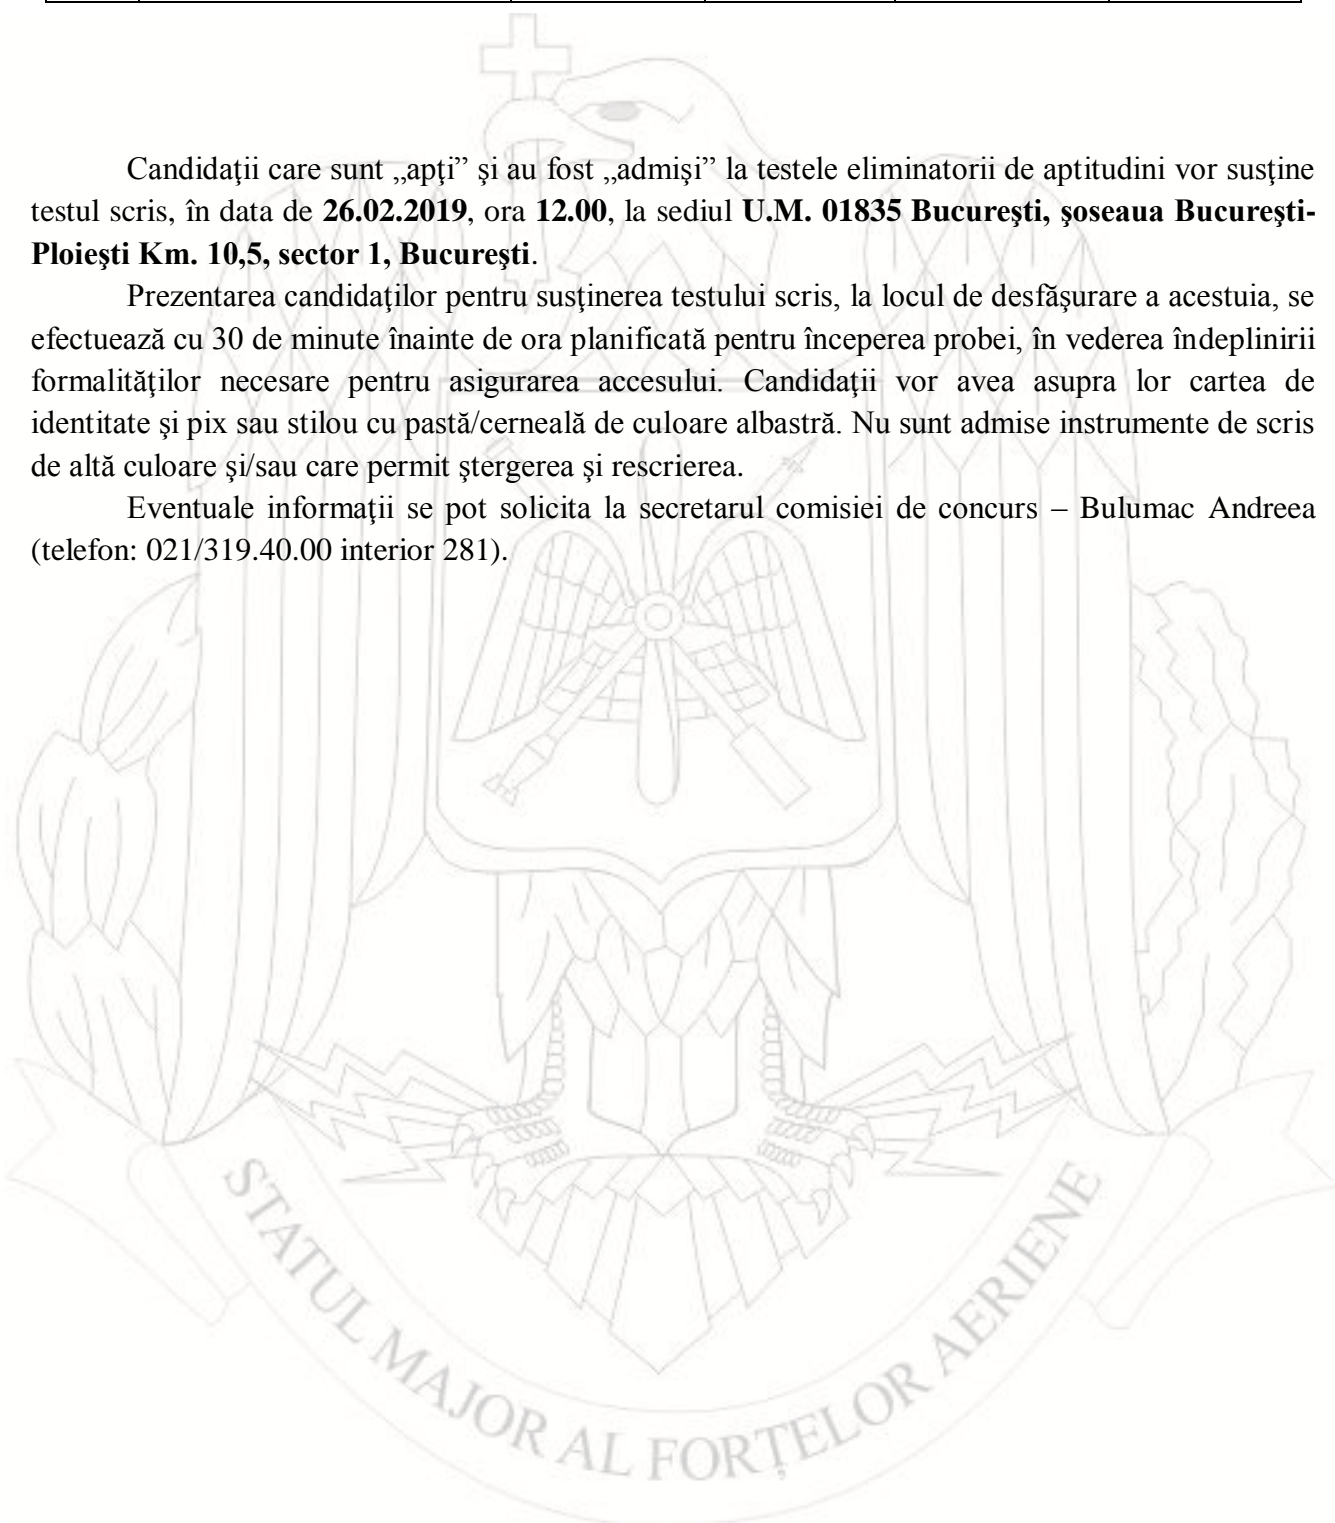 Candidaţii care sunt „apţi” şi au fost „admişi” la testele eliminatorii de aptitudini vor susţine
testul scris, în data de 26.02.2019, ora 12.00, la sediul U.M. 01835 Bucureşti, şoseaua Bucureşti-
Ploieşti Km. 10,5, sector 1, Bucureşti.
Prezentarea candidaţilor pentru susţinerea testului scris, la locul de desfăşurare a acestuia, se
efectuează cu 30 de minute înainte de ora planificată pentru începerea probei, în vederea îndeplinirii
formalităţilor necesare pentru asigurarea accesului. Candidaţii vor avea asupra lor cartea de
identitate şi pix sau stilou cu pastă/cerneală de culoare albastră. Nu sunt admise instrumente de scris
de altă culoare şi/sau care permit ştergerea şi rescrierea.
Eventuale informaţii se pot solicita la secretarul comisiei de concurs – Bulumac Andreea
(telefon: 021/319.40.00 interior 281).
STATUL MAJOR AL FORȚELOR AERIENE